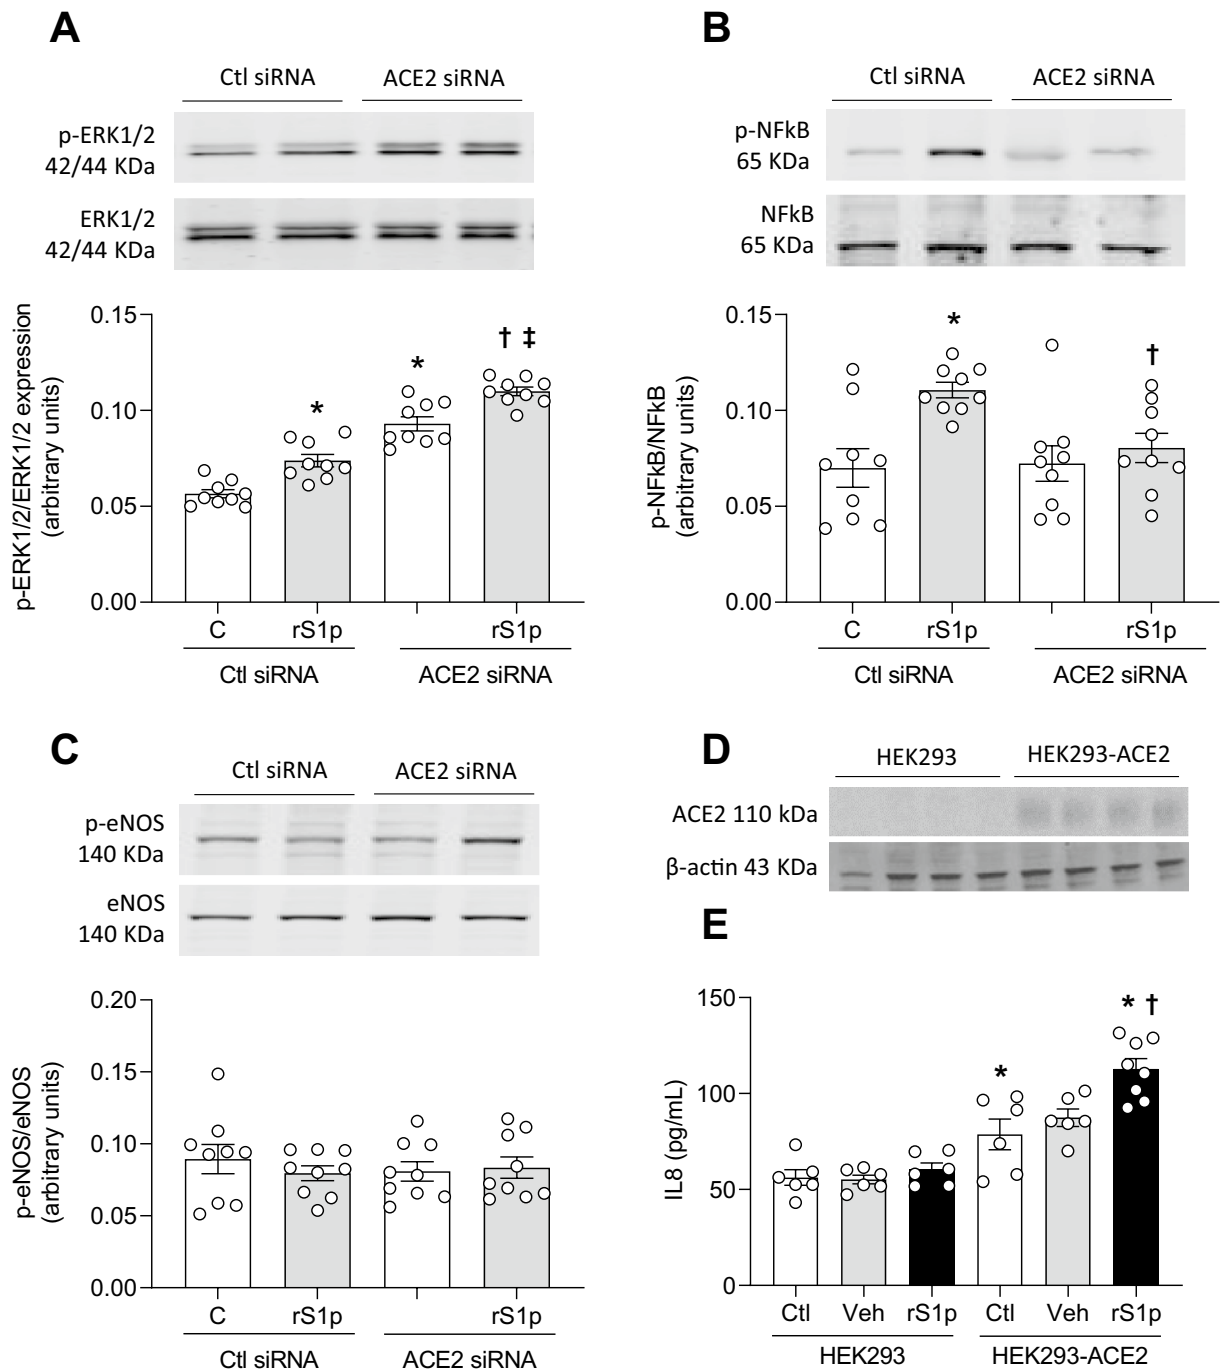 A
Ctl siRNA
ACE2 siRNA
p-ERK1/2
42/44 KDa
ERK1/2
42/44 KDa
p-ERK1/2/ERK1/2 expression
(arbitrary units)
0.15
0.10
0.05
0.00
*
*
† ‡
C
rS1p
rS1p
Ctl siRNA
ACE2 siRNA
B
Ctl siRNA
ACE2 siRNA
p-NFkB
65 KDa
NFkB
65 KDa
p-NFkB/NFkB
(arbitrary units)
0.15
0.10
0.05
0.00
*
†
C
rS1p
rS1p
Ctl siRNA
ACE2 siRNA
C
Ctl siRNA
ACE2 siRNA
p-eNOS
140 KDa
eNOS
140 KDa
p-eNOS/eNOS
(arbitrary units)
0.20
0.15
0.10
0.05
0.00
C
rS1p
rS1p
Ctl siRNA
ACE2 siRNA
D
HEK293
HEK293-ACE2
ACE2 110 kDa
β-actin 43 KDa
E
IL8 (pg/mL)
150
100
50
0
*
* †
Ctl
Veh
rS1p
Ctl
Veh
rS1p
HEK293
HEK293-ACE2